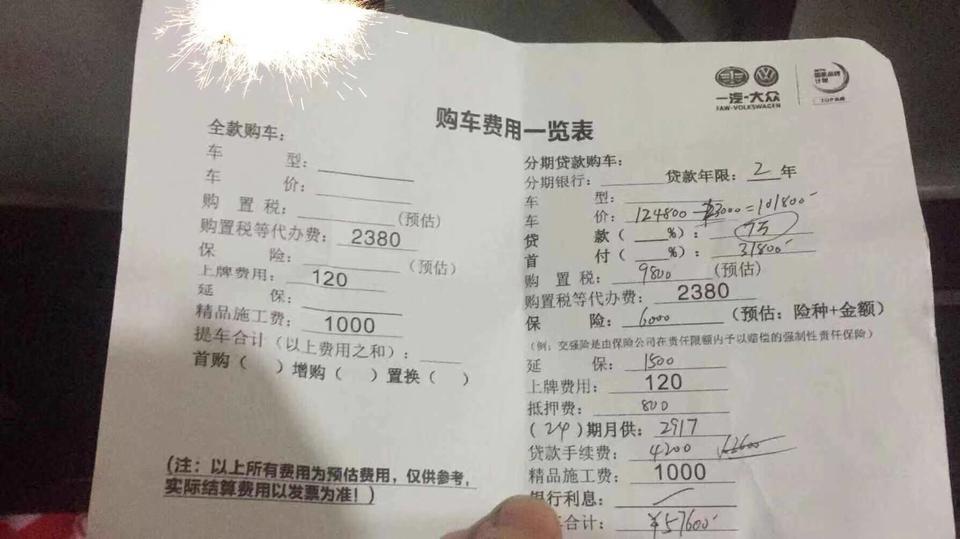 一汽-大众
FAW-VOLKSWAGEN
国家品牌
计划
TOP
购车费用一览表
全款购车：
车 型：
车 价：
购 置 税： (预估)
购置税等代办费： 2380
保 险： （预估）
上牌费用： 120
延 保：
精品施工费： 1000
提车合计（以上费用之和）：
首购（ ）增购（ ）置换（ ）
(注：以上所有费用为预估费用，仅供参考，
实际结算费用以发票为准！)
分期贷款购车：
分期银行： 贷款年限： 2 年
车 型：
车 价： 124800 - 23000 = 101800
贷 款（ %）： 7万
首 付（ %）： 31800
购 置 税： 9800 (预估)
购置税等代办费： 2380
保 险： 6000 (预估：险种+金额)
(例：交强险是由保险公司在责任限额内予以赔偿的强制性责任保险)
延 保： 1500
上牌费用： 120
抵押费： 800
(24)期月供： 2917
贷款手续费： 4200
精品施工费： 1000
银行利息： /
车合计： ¥57600